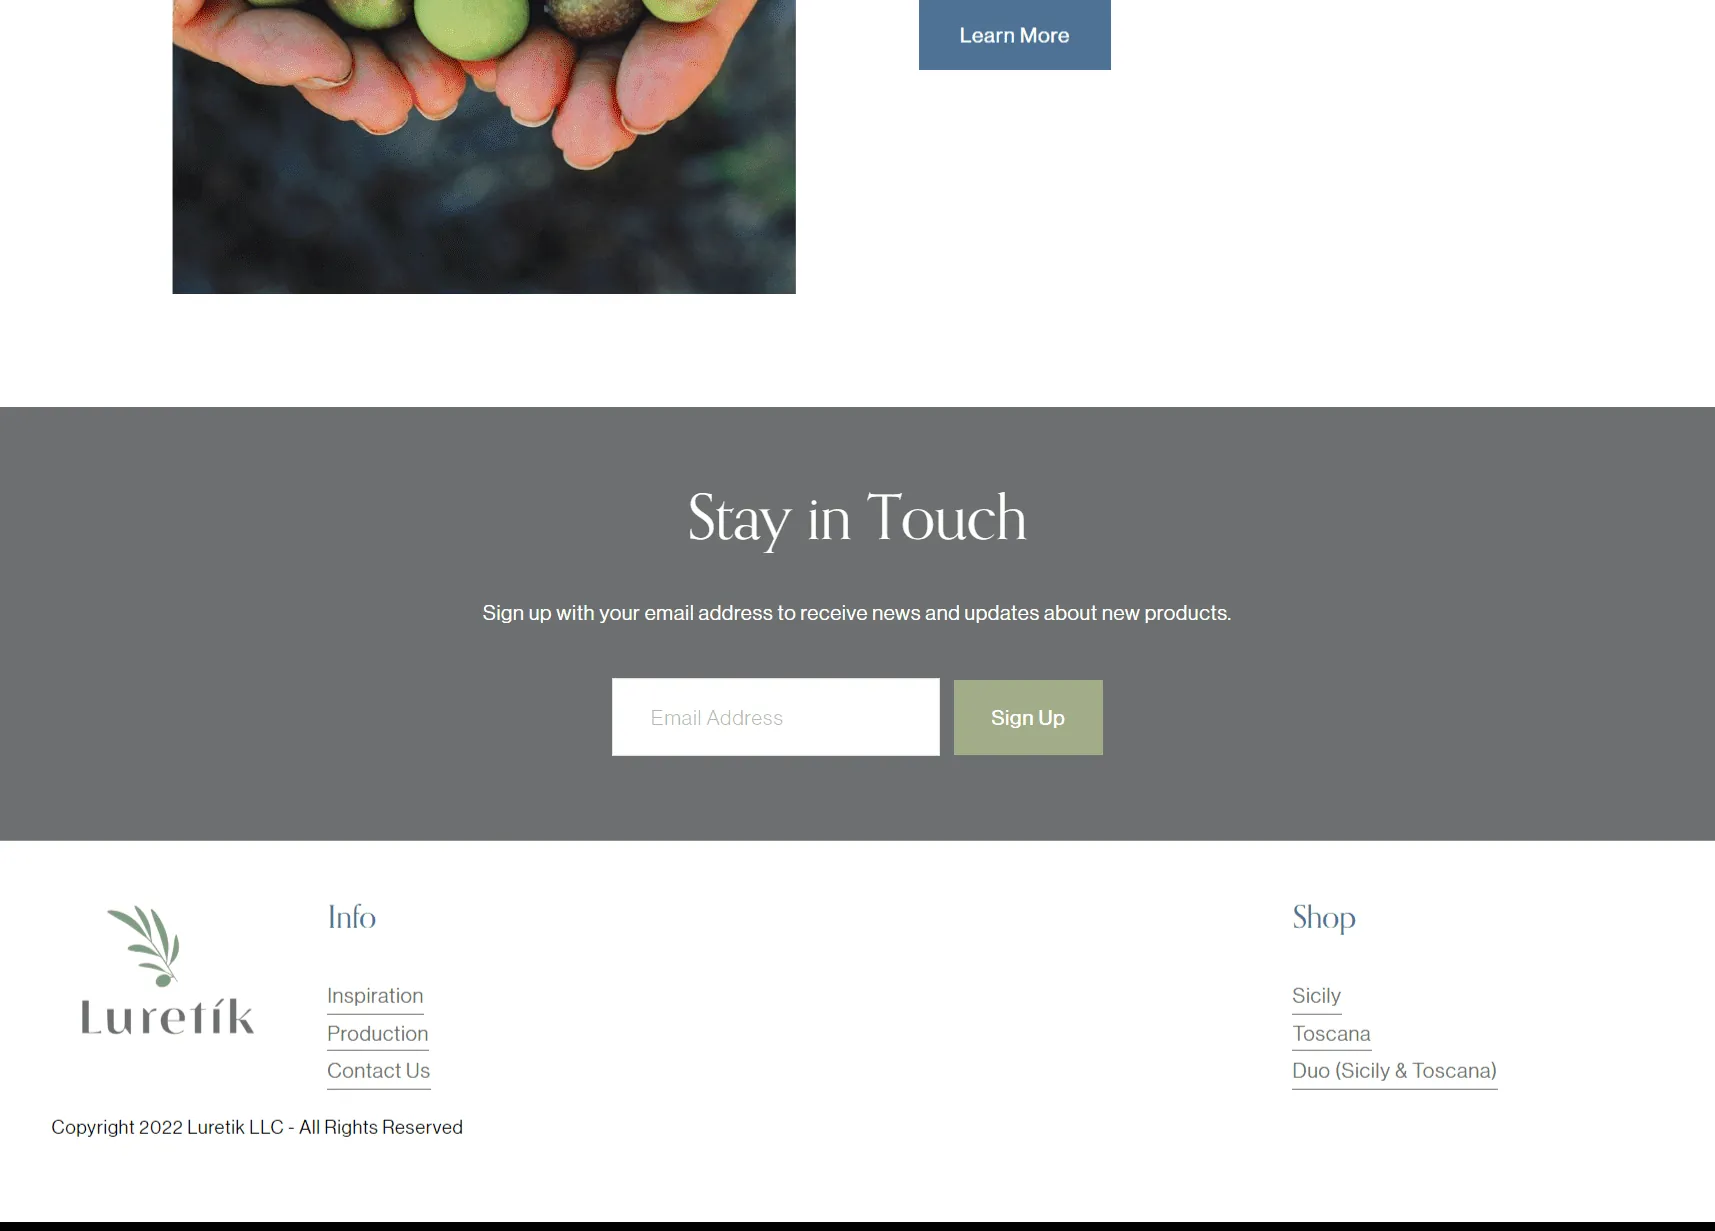 Learn More
Stay in Touch
Sign up with your email address to receive news and updates about new products.
Email Address
Sign Up
Luretík
Info
Inspiration
Production
Contact Us
Shop
Sicily
Toscana
Duo (Sicily & Toscana)
Copyright 2022 Luretik LLC - All Rights Reserved